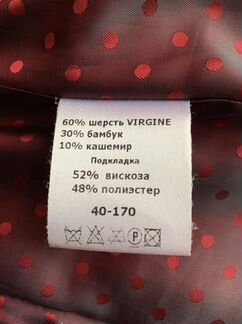 60% шерсть VIRGINE
30% бамбук
10% кашемир
Подкладка
52% вискоза
48% полиэстер
40-170
P